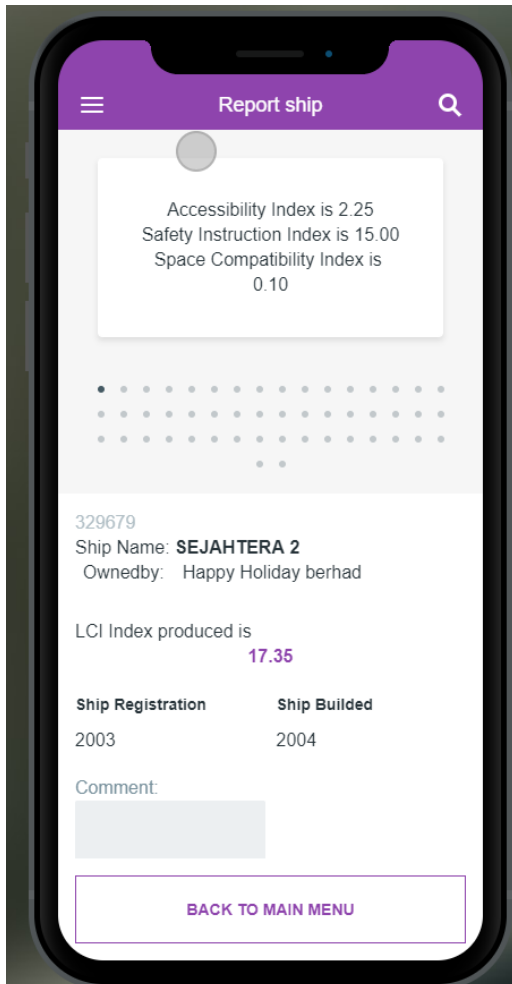 Report ship
Accessibility Index is 2.25
Safety Instruction Index is 15.00
Space Compatibility Index is
0.10
329679
Ship Name: SEJAHTERA 2
Ownedby: Happy Holiday berhad
LCI Index produced is
17.35
Ship Registration Ship Builded
2003 2004
Comment:
BACK TO MAIN MENU